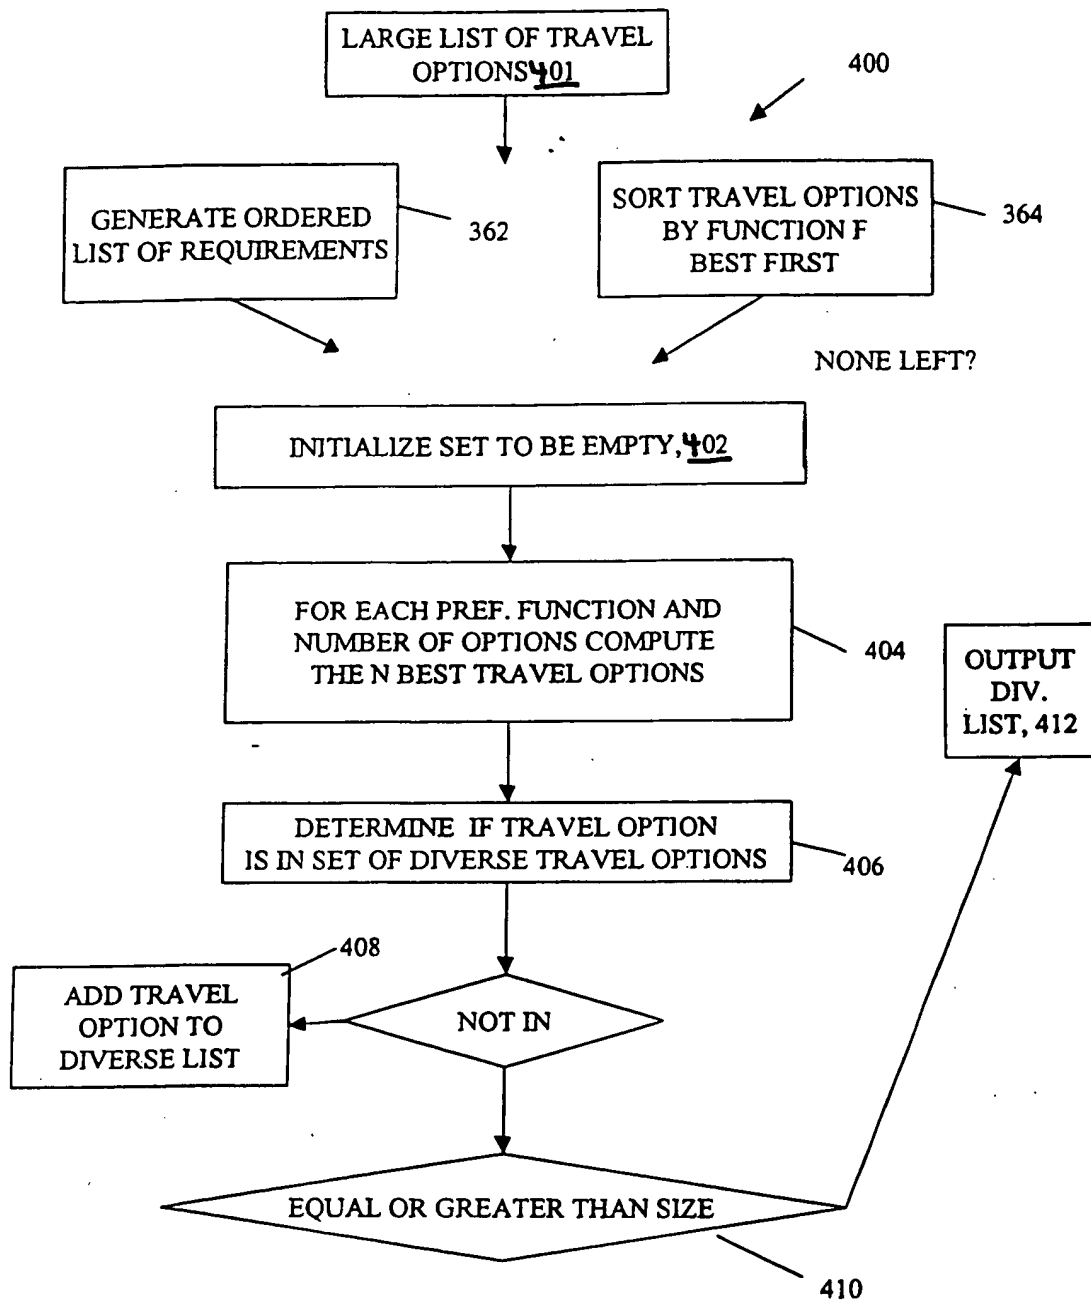 LARGE LIST OF TRAVEL
OPTIONS 401
400
GENERATE ORDERED
LIST OF REQUIREMENTS
362
SORT TRAVEL OPTIONS
BY FUNCTION F
BEST FIRST
364
NONE LEFT?
INITIALIZE SET TO BE EMPTY, 402
FOR EACH PREF. FUNCTION AND
NUMBER OF OPTIONS COMPUTE
THE N BEST TRAVEL OPTIONS
404
OUTPUT
DIV.
LIST, 412
DETERMINE IF TRAVEL OPTION
IS IN SET OF DIVERSE TRAVEL OPTIONS
406
408
ADD TRAVEL
OPTION TO
DIVERSE LIST
NOT IN
EQUAL OR GREATER THAN SIZE
410